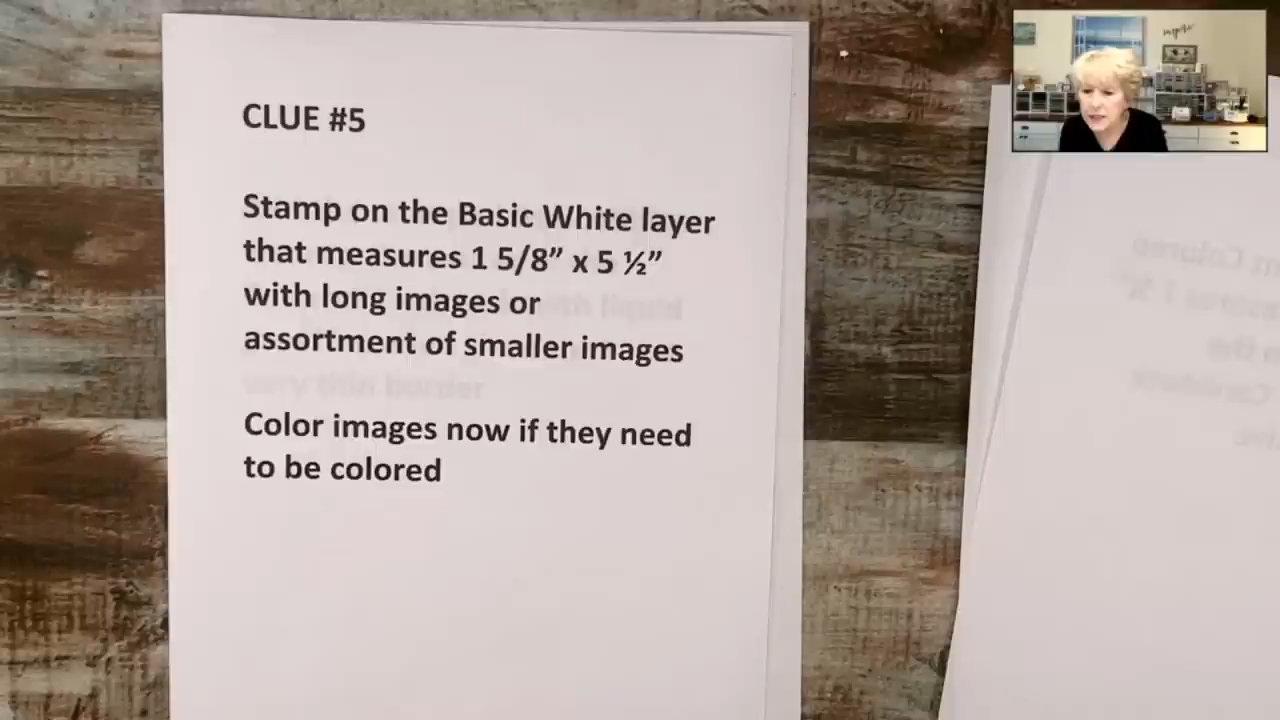 CLUE #5
Stamp on the Basic White layer
that measures 1 5/8” x 5 ½”
with long images or
assortment of smaller images
Color images now if they need
to be colored